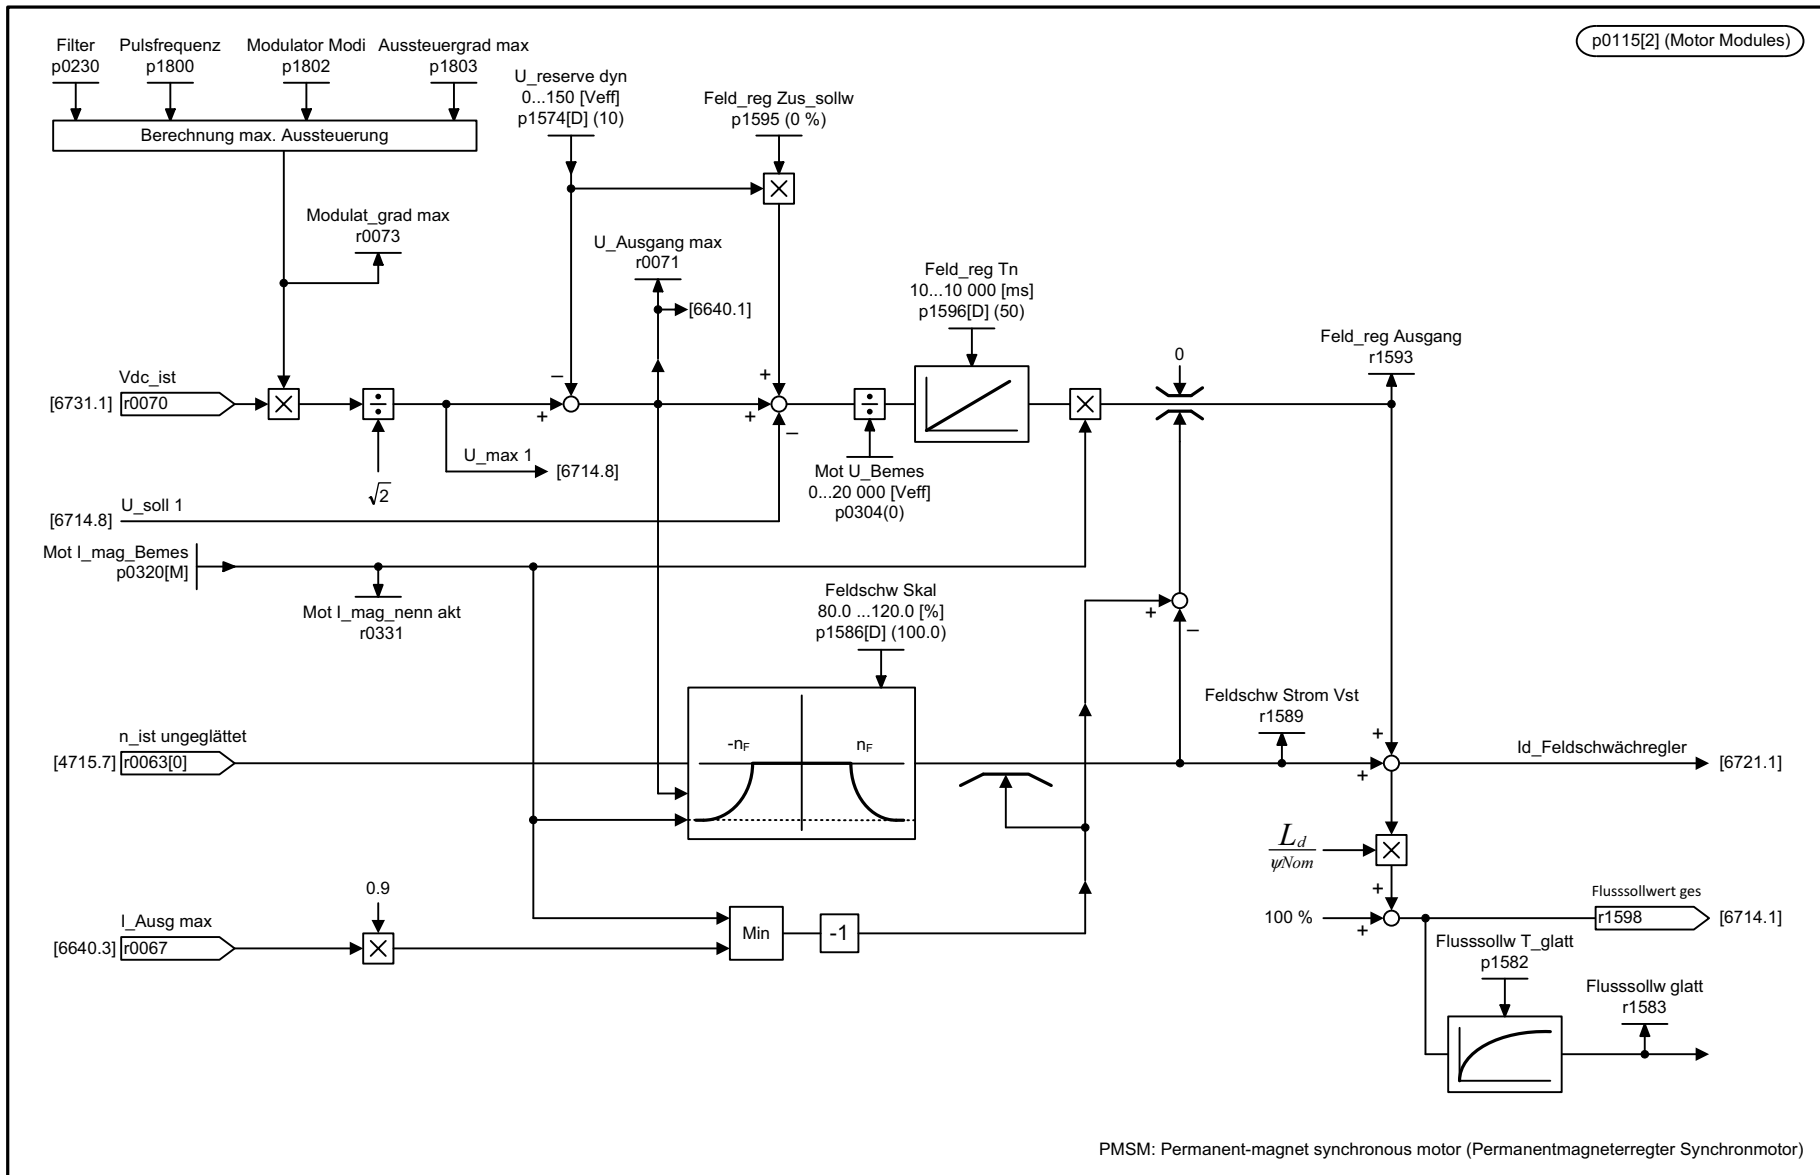 p0115[2] (Motor Modules)
Filter
p0230
Pulsfrequenz
p1800
Modulator Modi
p1802
Aussteuergrad max
p1803
Berechnung max. Aussteuerung
U_reserve dyn
0...150 [Veff]
p1574[D] (10)
Feld_reg Zus_sollw
p1595 (0 %)
Modulat_grad max
r0073
U_Ausgang max
r0071
[6640.1]
Feld_reg Tn
10...10 000 [ms]
p1596[D] (50)
0
Feld_reg Ausgang
r1593
Vdc_ist
[6731.1] r0070
×
÷
√2
–
+
U_max 1
[6714.8]
×
+
+
–
÷
Mot U_Bemes
0...20 000 [Veff]
p0304(0)
×
U_soll 1
[6714.8]
Mot I_mag_Bemes
p0320[M]
Mot I_mag_nenn akt
r0331
Feldschw Skal
80.0 ...120.0 [%]
p1586[D] (100.0)
+
–
n_ist ungeglättet
[4715.7] r0063[0]
-nF
nF
Feldschw Strom Vst
r1589
+
+
Id_Feldschwächregler
[6721.1]
Ld
ψNom
×
0.9
I_Ausg max
[6640.3] r0067
×
Min
-1
100 %
+
+
Flusssollwert ges
r1598 [6714.1]
Flusssollw T_glatt
p1582
Flusssollw glatt
r1583
PMSM: Permanent-magnet synchronous motor (Permanentmagneterregter Synchronmotor)